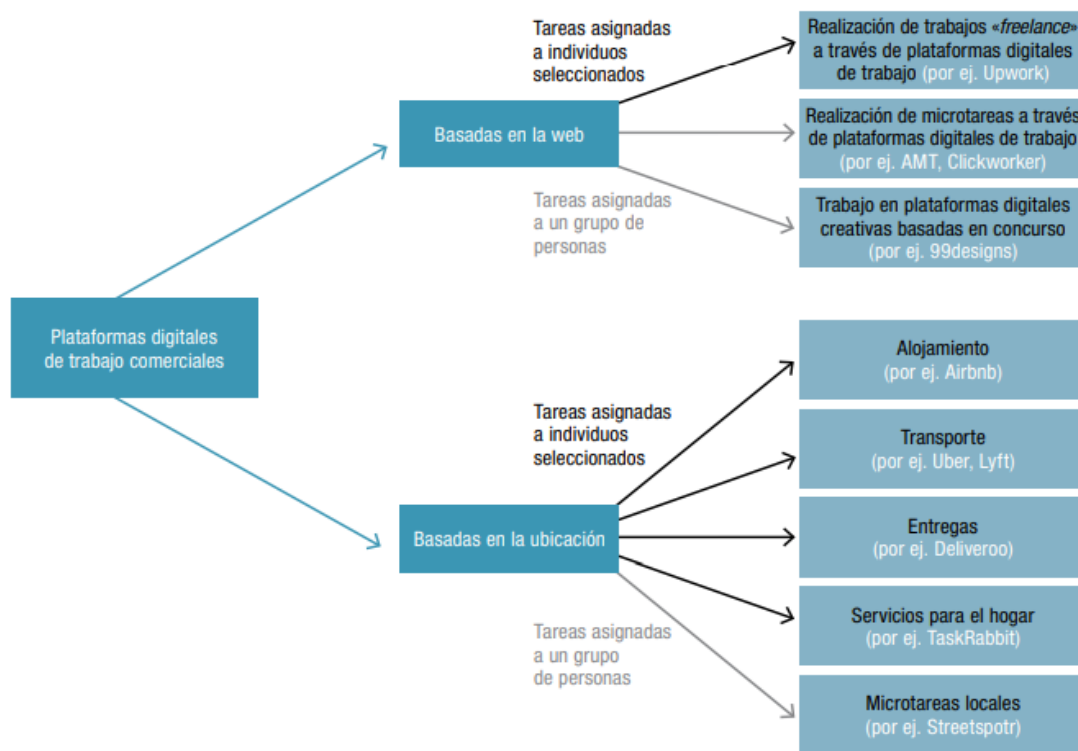 Tareas asignadas
a individuos
seleccionados
Realización de trabajos «freelance»
a través de plataformas digitales
de trabajo (por ej. Upwork)
Basadas en la web
Realización de microtareas a través
de plataformas digitales de trabajo
(por ej. AMT, Clickworker)
Tareas asignadas
a un grupo de
personas
Trabajo en plataformas digitales
creativas basadas en concurso
(por ej. 99designs)
Plataformas digitales
de trabajo comerciales
Alojamiento
(por ej. Airbnb)
Tareas asignadas
a individuos
seleccionados
Transporte
(por ej. Uber, Lyft)
Basadas en la ubicación
Entregas
(por ej. Deliveroo)
Servicios para el hogar
(por ej. TaskRabbit)
Tareas asignadas
a un grupo
de personas
Microtareas locales
(por ej. Streetspotr)